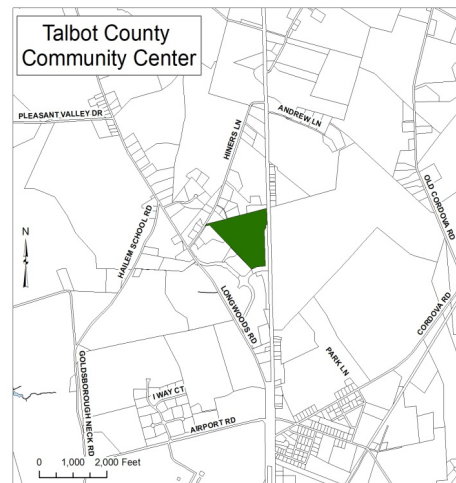 Talbot County
Community Center
PLEASANT VALLEY DR
ANDREW LN
HINERS LN
OLD CORDOVA RD
HAILEM SCHOOL RD
N
LONGWOODS RD
CORDOVA RD
GOLDSBOROUGH NECK RD
PARK LN
I WAY CT
AIRPORT RD
0 1,000 2,000 Feet